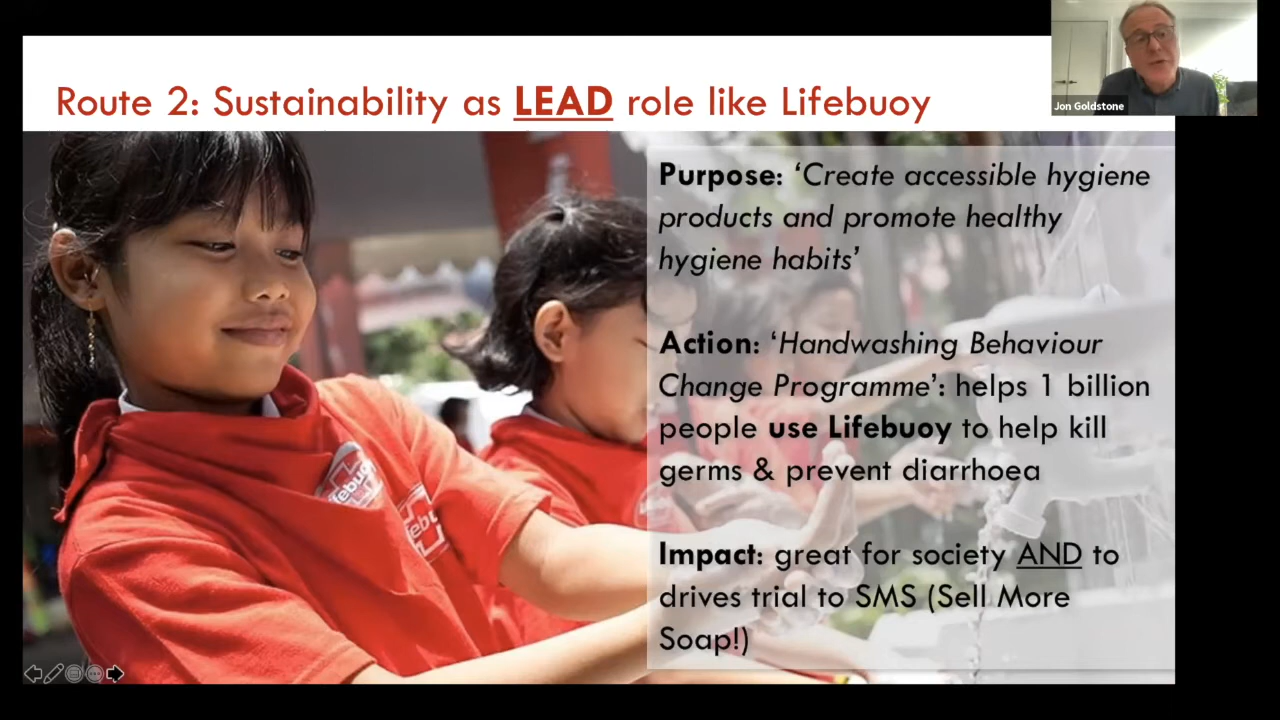 Jon Goldstone
Route 2: Sustainability as LEAD role like Lifebuoy
Purpose: ‘Create accessible hygiene
products and promote healthy
hygiene habits’
Action: ‘Handwashing Behaviour
Change Programme’: helps 1 billion
people use Lifebuoy to help kill
germs & prevent diarrhoea
Impact: great for society AND to
drives trial to SMS (Sell More
Soap!)